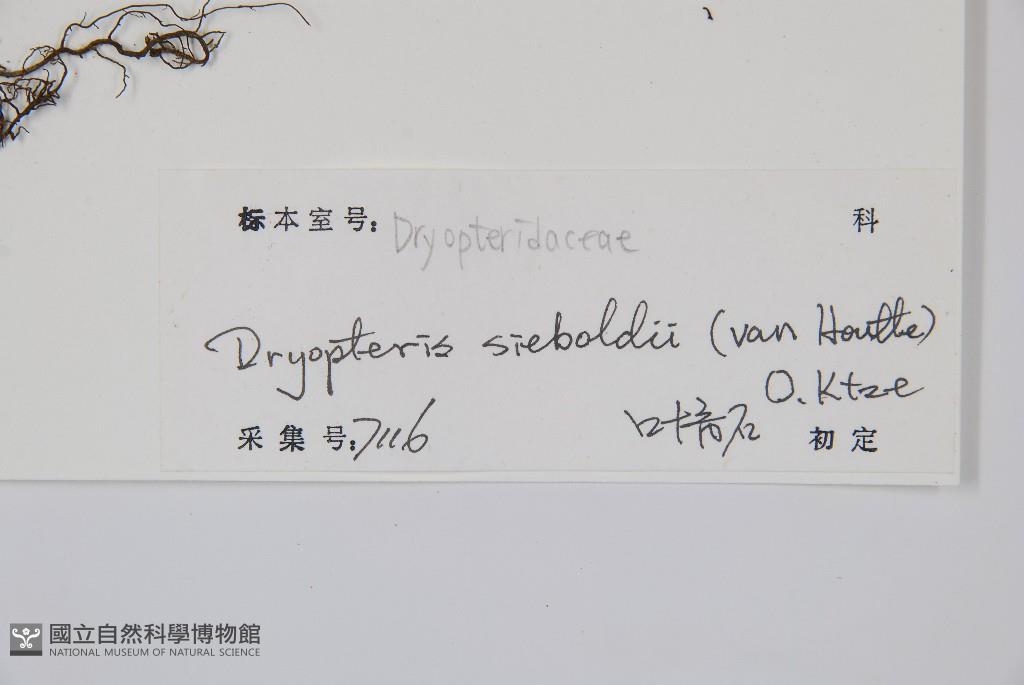 标本室号: Dryopteridaceae 科
Dryopteris sieboldii (van Houtte)
O. Ktze
采集号: 7116 叶 初定
國立自然科學博物館
NATIONAL MUSEUM OF NATURAL SCIENCE